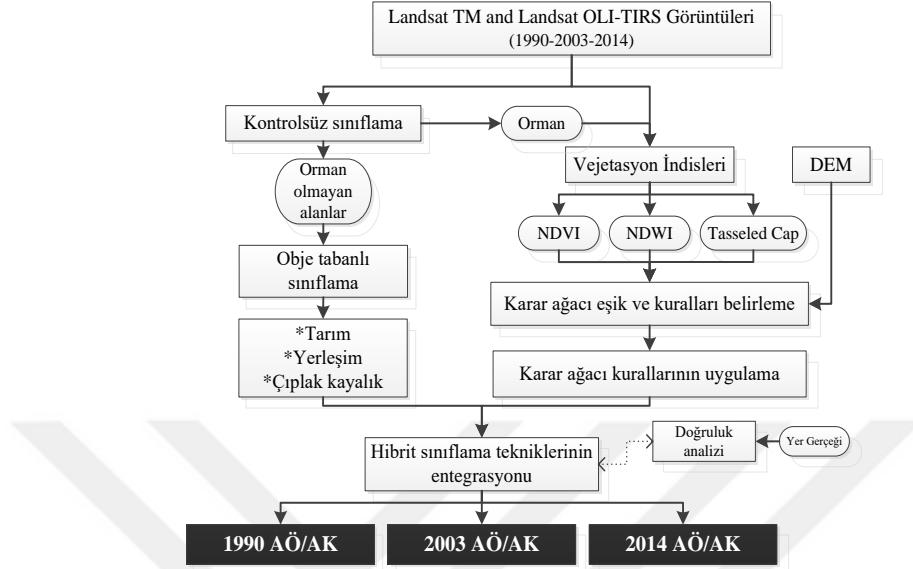 Landsat TM and Landsat OLI-TIRS Görüntüleri
(1990-2003-2014)
Kontrolsüz sınıflama
Orman
Orman
olmayan
alanlar
Vejetasyon İndisleri
DEM
NDVI
NDWI
Tasseled Cap
Obje tabanlı
sınıflama
Karar ağacı eşik ve kuralları belirleme
*Tarım
*Yerleşim
*Çıplak kayalık
Karar ağacı kurallarının uygulama
Hibrit sınıflama tekniklerinin
entegrasyonu
Doğruluk
analizi
Yer Gerçeği
1990 AÖ/AK
2003 AÖ/AK
2014 AÖ/AK